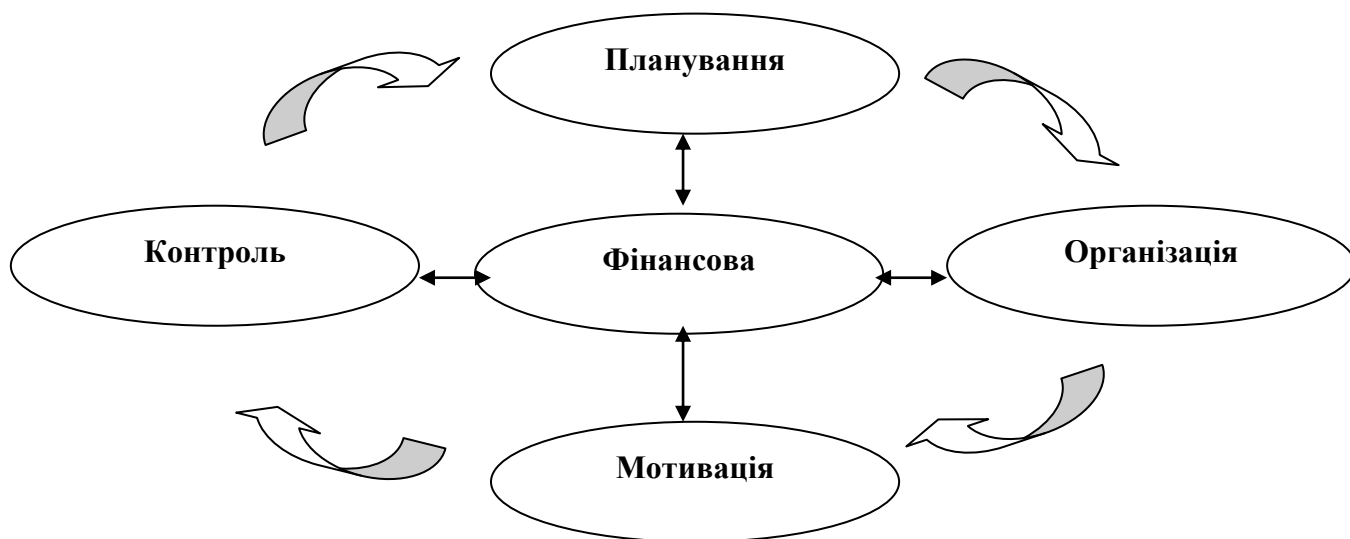 Планування
Контроль
Фінансова
Організація
Мотивація